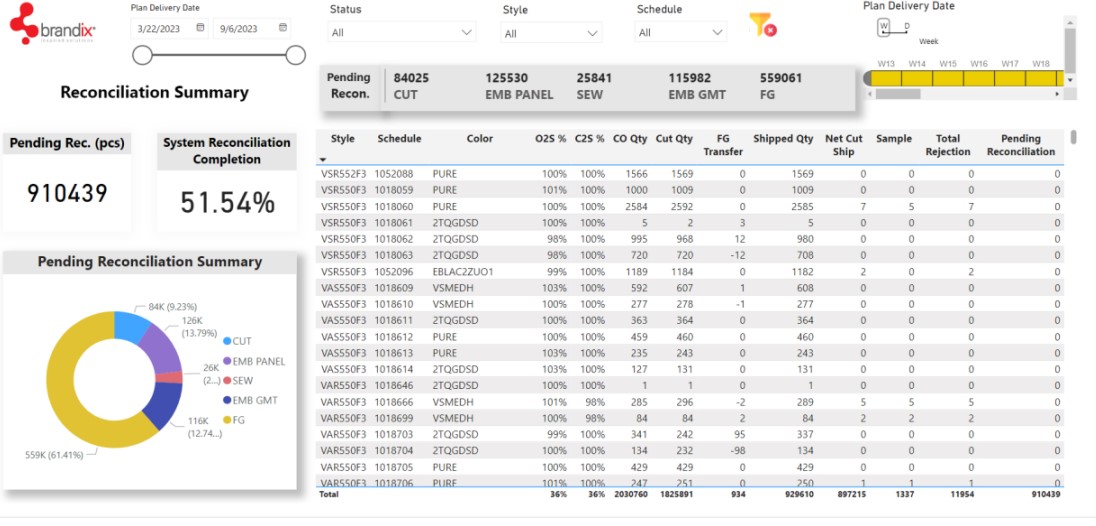 brandix
Plan Delivery Date
3/22/2023 9/6/2023
Status
All
Style
All
Schedule
All
Plan Delivery Date
W D
Week
W13 W14 W15 W16 W17 W18
Reconciliation Summary
Pending Recon. 84025 CUT 125530 EMB PANEL 25841 SEW 115982 EMB GMT 559061 FG
Pending Rec. (pcs)
910439
System Reconciliation Completion
51.54%
Pending Reconciliation Summary
84K (9.23%)
126K (13.79%)
26K (2...)
116K (12.74...)
559K (61.41%)
CUT
EMB PANEL
SEW
EMB GMT
FG
Style Schedule Color O2S % C2S % CO Qty Cut Qty FG Transfer Shipped Qty Net Cut Ship Sample Total Rejection Pending Reconciliation
VSR552F3 1052088 PURE 100% 100% 1566 1569 0 1569 0 0 0 0
VSR550F3 1018059 PURE 101% 100% 1000 1009 0 1009 0 0 0 0
VSR550F3 1018060 PURE 100% 100% 2584 2592 0 2585 7 5 7 0
VSR550F3 1018061 2TQGDSD 100% 100% 5 2 3 5 0 0 0 0
VSR550F3 1018062 2TQGDSD 98% 100% 995 968 12 980 0 0 0 0
VSR550F3 1018063 2TQGDSD 98% 100% 720 720 -12 708 0 0 0 0
VSR550F3 1052096 EBLAC2ZUO1 99% 100% 1189 1184 0 1182 2 0 2 0
VAS550F3 1018609 VSMEDH 103% 100% 592 607 1 608 0 0 0 0
VAS550F3 1018610 VSMEDH 100% 100% 277 278 -1 277 0 0 0 0
VAS550F3 1018611 2TQGDSD 100% 100% 363 364 0 364 0 0 0 0
VAS550F3 1018612 PURE 100% 100% 459 460 0 460 0 0 0 0
VAS550F3 1018613 PURE 103% 100% 235 243 0 243 0 0 0 0
VAS550F3 1018614 2TQGDSD 103% 100% 127 131 0 131 0 0 0 0
VAR550F3 1018646 2TQGDSD 100% 100% 1 1 0 1 0 0 0 0
VAR550F3 1018666 VSMEDH 101% 98% 285 296 -2 289 5 5 5 0
VAR550F3 1018699 VSMEDH 100% 98% 84 84 2 84 2 2 2 0
VAR550F3 1018703 2TQGDSD 99% 100% 341 242 95 337 0 0 0 0
VAR550F3 1018704 2TQGDSD 100% 100% 134 232 -98 134 0 0 0 0
VAR550F3 1018705 PURE 100% 100% 429 429 0 429 0 0 0 0
VAR550F3 1018706 PURE 101% 100% 247 251 0 250 1 1 1 0
Total 36% 36% 2030760 1825891 934 929610 897215 1337 11954 910439